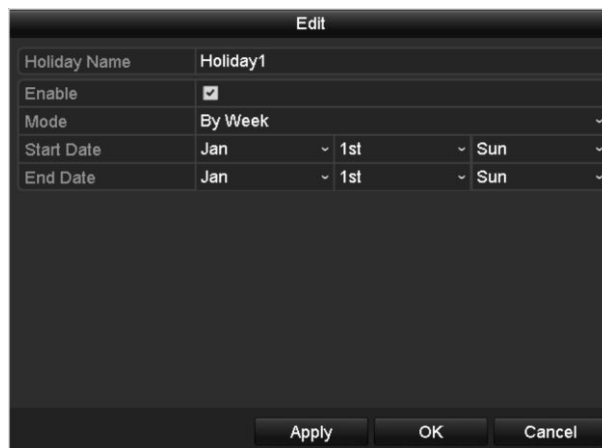 Edit
Holiday Name Holiday1
Enable
Mode By Week
Start Date Jan 1st Sun
End Date Jan 1st Sun
Apply OK Cancel